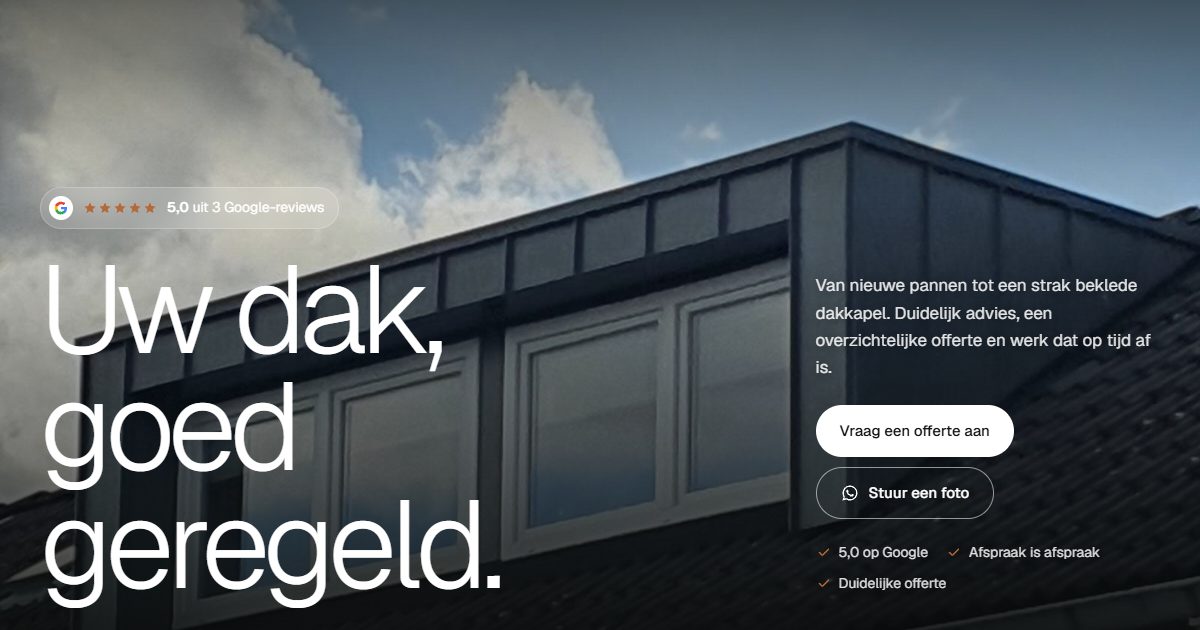 5,0 uit 3 Google-reviews
Uw dak,
goed
geregeld.
Van nieuwe pannen tot een strak beklede
dakkapel. Duidelijk advies, een
overzichtelijke offerte en werk dat op tijd af
is.
Vraag een offerte aan
Stuur een foto
5,0 op Google
Afspraak is afspraak
Duidelijke offerte